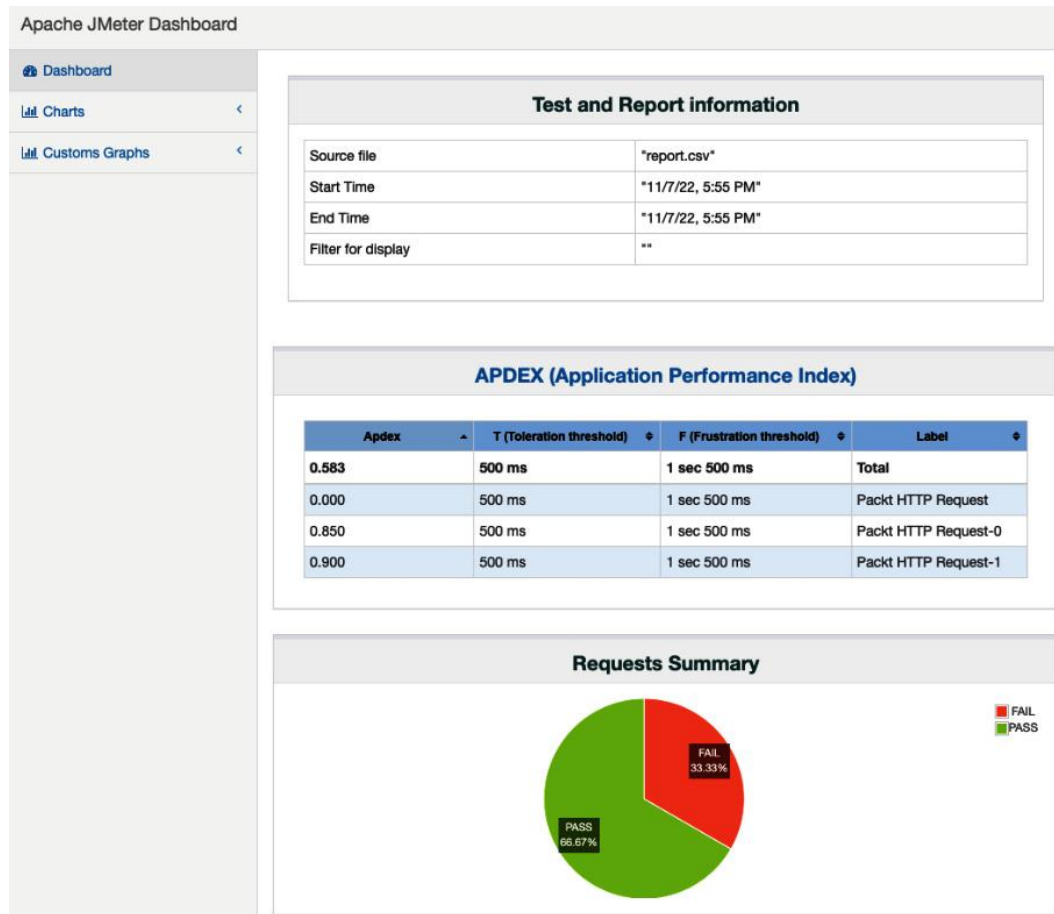 Apache JMeter Dashboard
Dashboard
Charts
Customs Graphs
Test and Report information
Source file "report.csv"
Start Time "11/7/22, 5:55 PM"
End Time "11/7/22, 5:55 PM"
Filter for display ""
APDEX (Application Performance Index)
Apdex T (Toleration threshold) F (Frustration threshold) Label
0.583 500 ms 1 sec 500 ms Total
0.000 500 ms 1 sec 500 ms Packt HTTP Request
0.850 500 ms 1 sec 500 ms Packt HTTP Request-0
0.900 500 ms 1 sec 500 ms Packt HTTP Request-1
Requests Summary
FAIL
PASS
FAIL
33.33%
PASS
66.67%